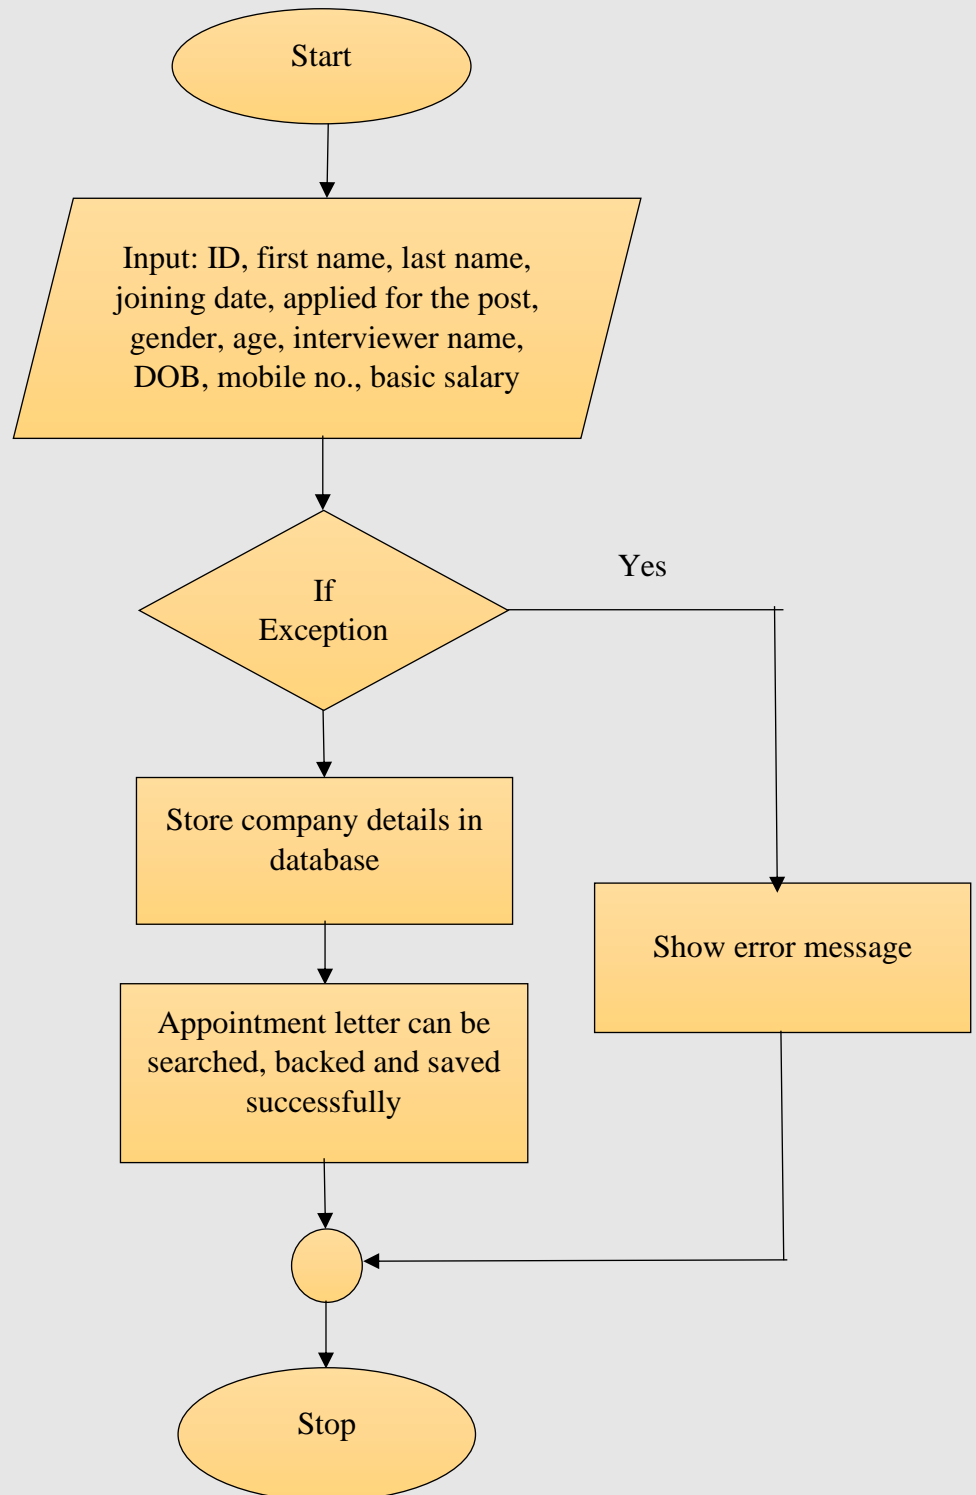 Start
Input: ID, first name, last name,
joining date, applied for the post,
gender, age, interviewer name,
DOB, mobile no., basic salary
Yes
If
Exception
Store company details in
database
Show error message
Appointment letter can be
searched, backed and saved
successfully
Stop